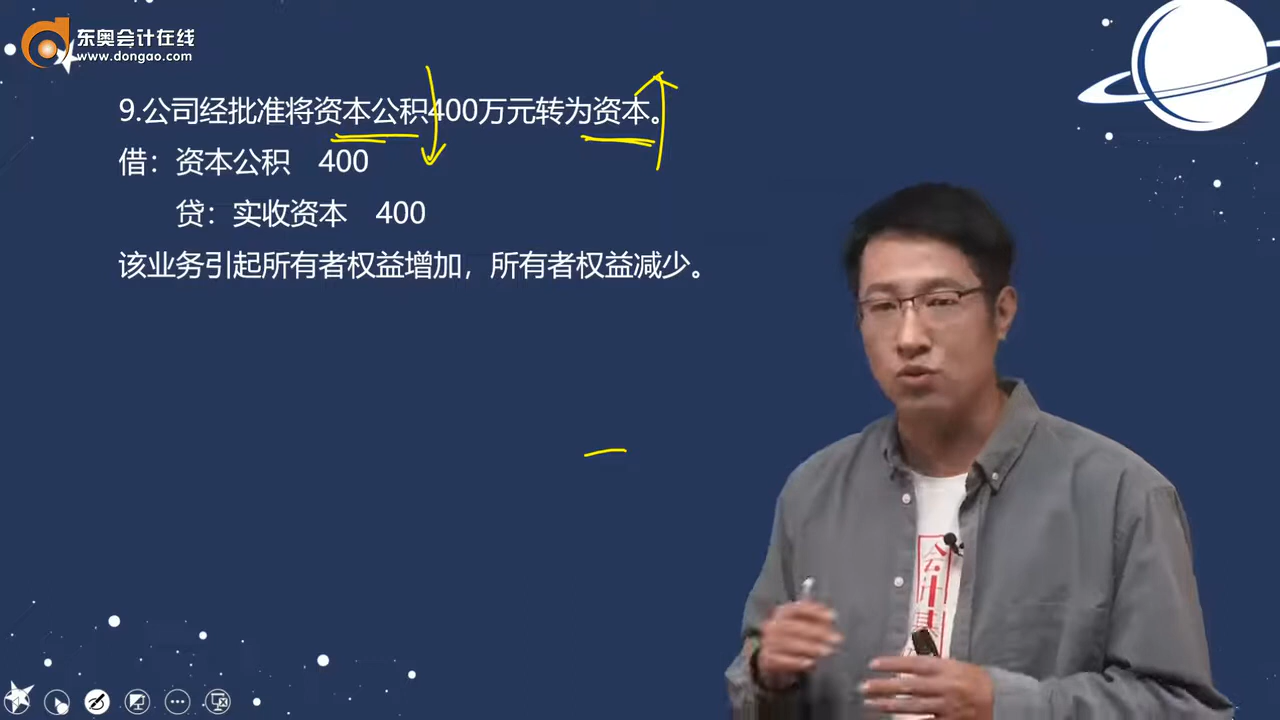 东奥会计在线
www.dongao.com
9.公司经批准将资本公积400万元转为资本。
借：资本公积 400
贷：实收资本 400
该业务引起所有者权益增加，所有者权益减少。